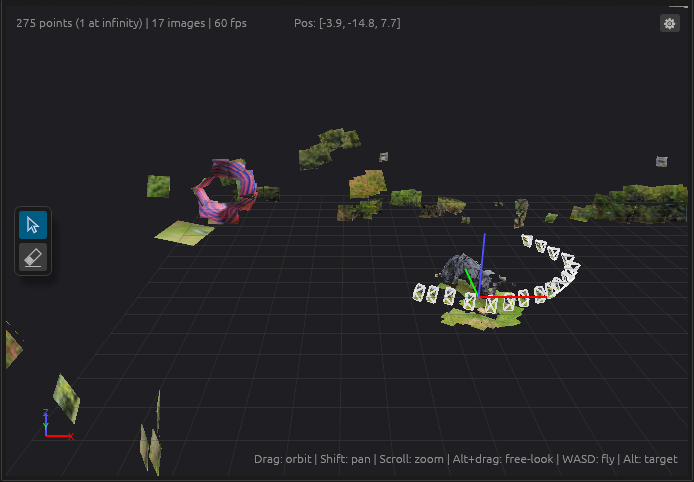 275 points (1 at infinity) | 17 images | 60 fps
Pos: [-3.9, -14.8, 7.7]
Z
X
Drag: orbit | Shift: pan | Scroll: zoom | Alt+drag: free-look | WASD: fly | Alt: target